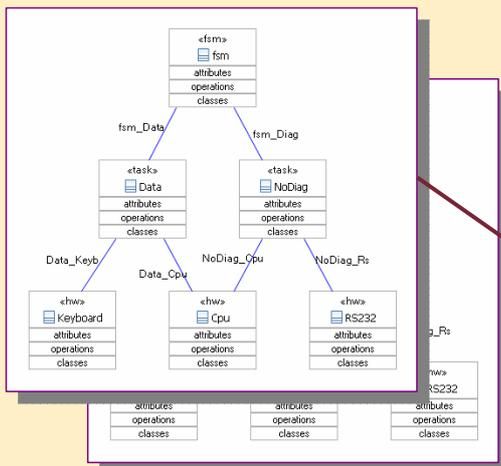 «fsm»
fsm
attributes
operations
classes
fsm_Data
fsm_Diag
«task»
Data
attributes
operations
classes
«task»
NoDiag
attributes
operations
classes
Data_Keyb
Data_Cpu
NoDiag_Cpu
NoDiag_Rs
«hw»
Keyboard
attributes
operations
classes
«hw»
Cpu
attributes
operations
classes
«hw»
RS232
attributes
operations
classes
g_Rs
hw»
RS232
attributes
operations
classes
attributes
operations
classes
attributes
operations
classes